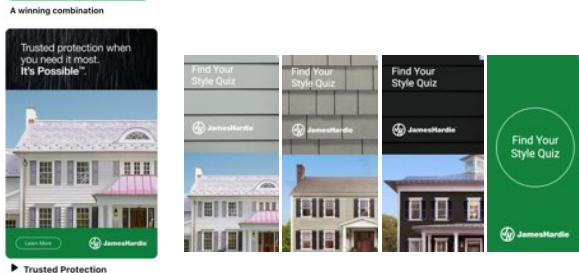 A winning combination
Trusted protection when
you need it most.
It's Possible™.
Learn More
JamesHardie
▶ Trusted Protection
Find Your
Style Quiz
JamesHardie
Find Your
Style Quiz
JamesHardie
Find Your
Style Quiz
JamesHardie
Find Your
Style Quiz
JamesHardie